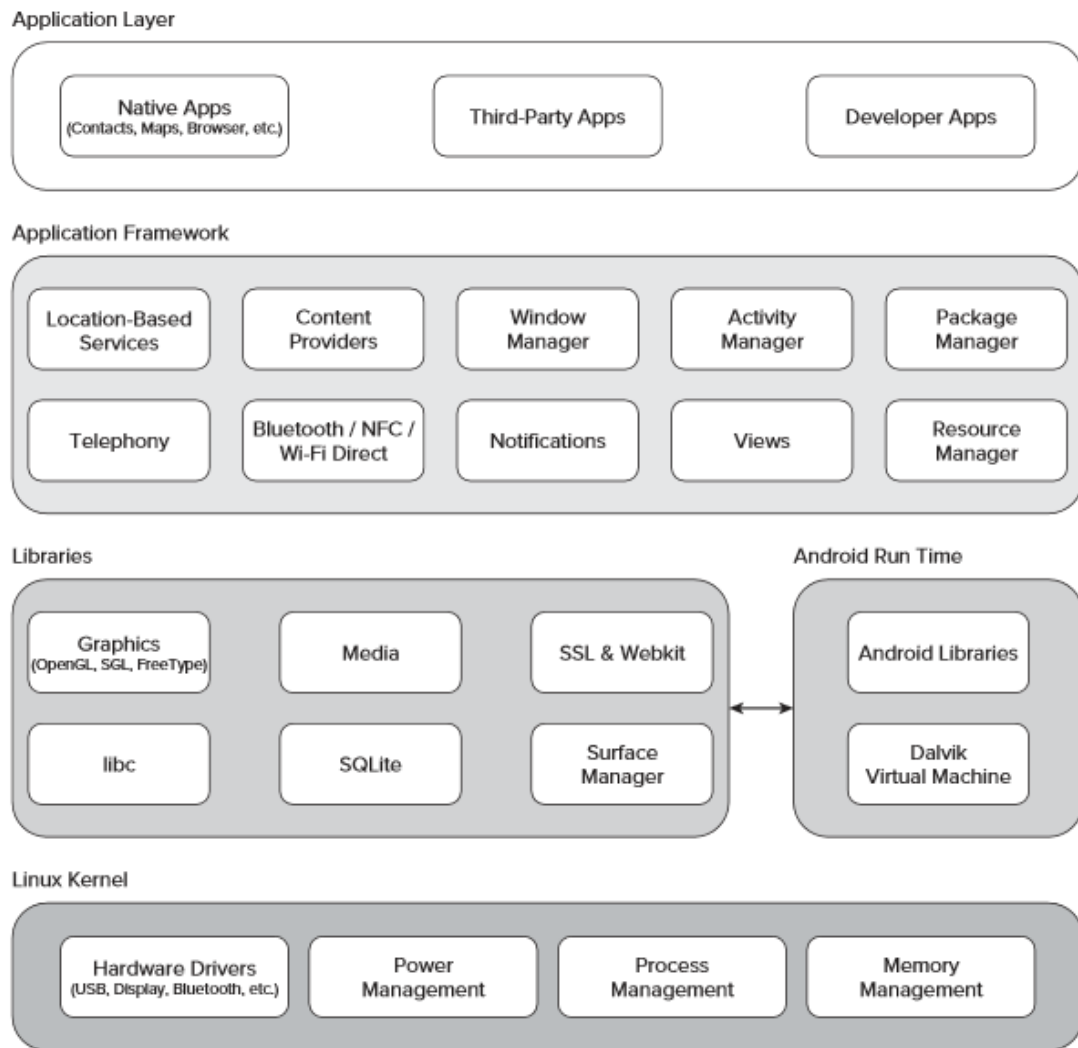 Application Layer
Native Apps
(Contacts, Maps, Browser, etc.)
Third-Party Apps
Developer Apps
Application Framework
Location-Based
Services
Content
Providers
Window
Manager
Activity
Manager
Package
Manager
Telephony
Bluetooth / NFC /
Wi-Fi Direct
Notifications
Views
Resource
Manager
Libraries
Graphics
(OpenGL, SGL, FreeType)
Media
SSL & Webkit
libc
SQLite
Surface
Manager
Android Run Time
Android Libraries
Dalvik
Virtual Machine
Linux Kernel
Hardware Drivers
(USB, Display, Bluetooth, etc.)
Power
Management
Process
Management
Memory
Management